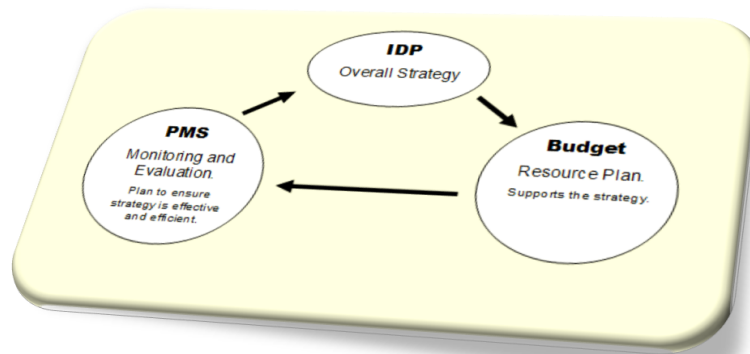 IDP
Overall Strategy
PMS
Monitoring and
Evaluation.
Plan to ensure
strategy is effective
and efficient.
Budget
Resource Plan.
Supports the strategy.